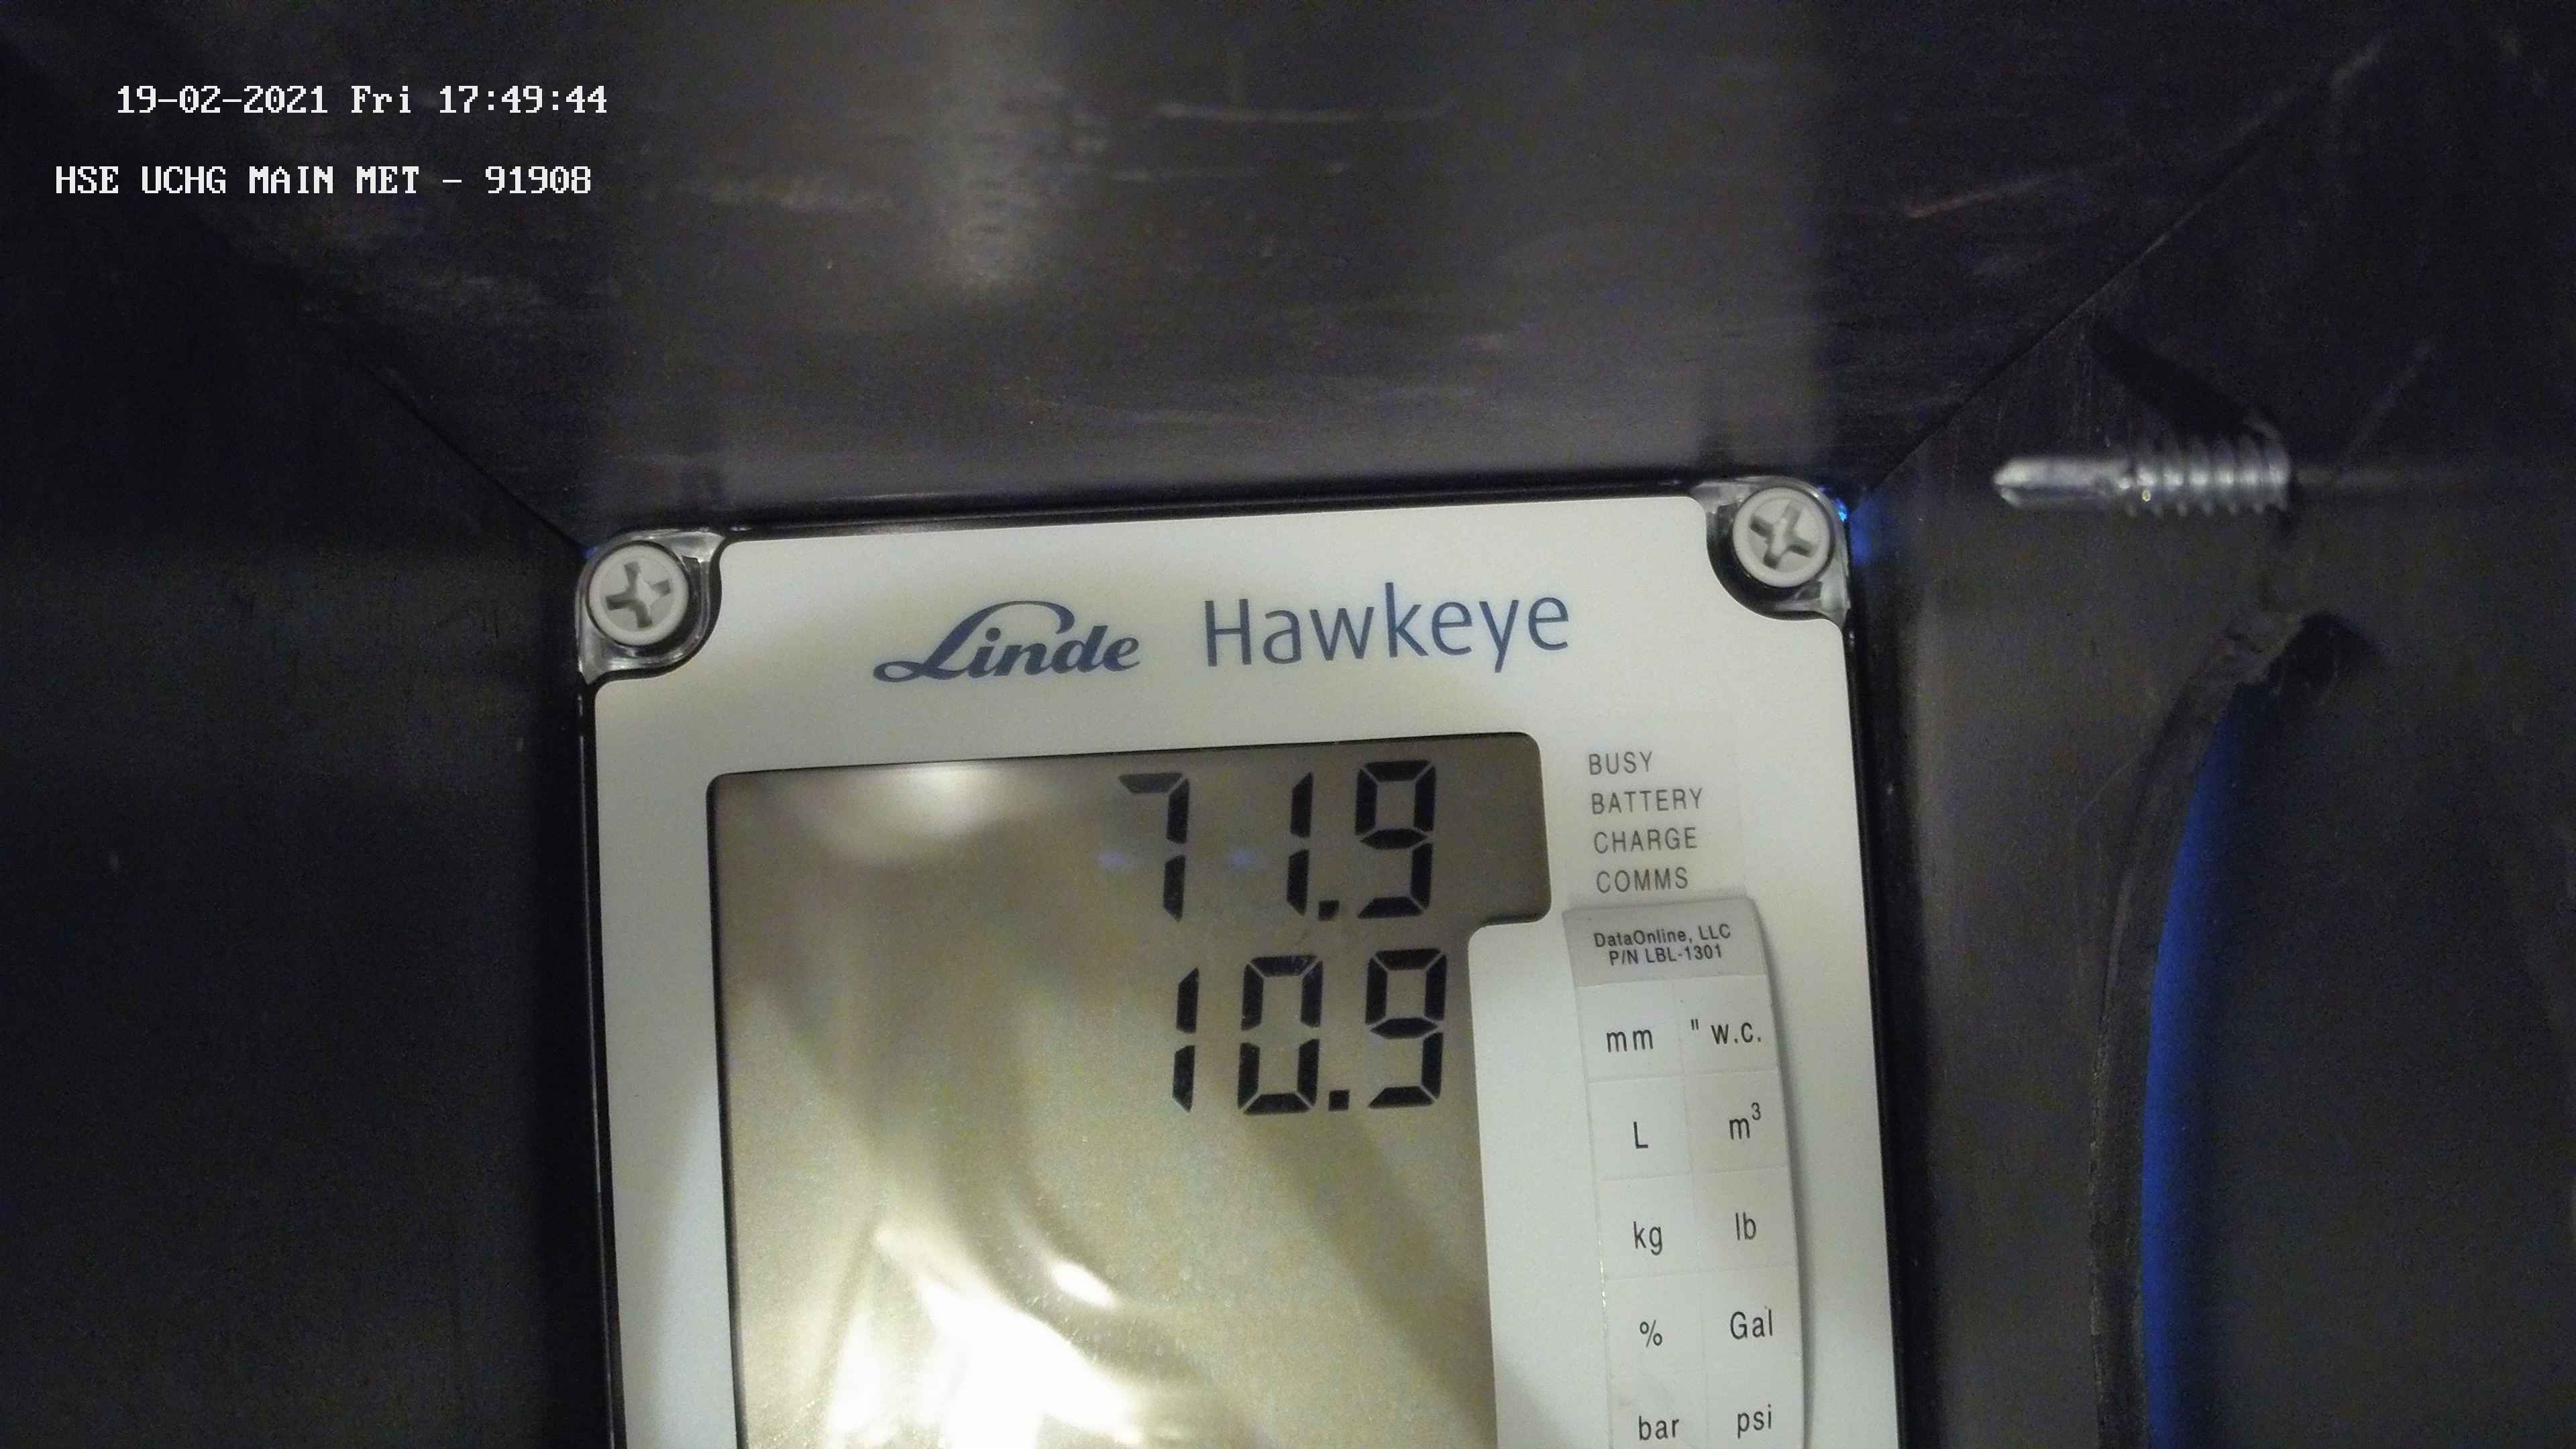 19-02-2021 Fri 17:49:44
HSE UCHG MAIN MET - 91908
Linde Hawkeye
71.9
10.9
BUSY
BATTERY
CHARGE
COMMS
DataOnline, LLC
P/N LBL-1301
mm " w.c.
L m³
kg lb
% Gal
bar psi